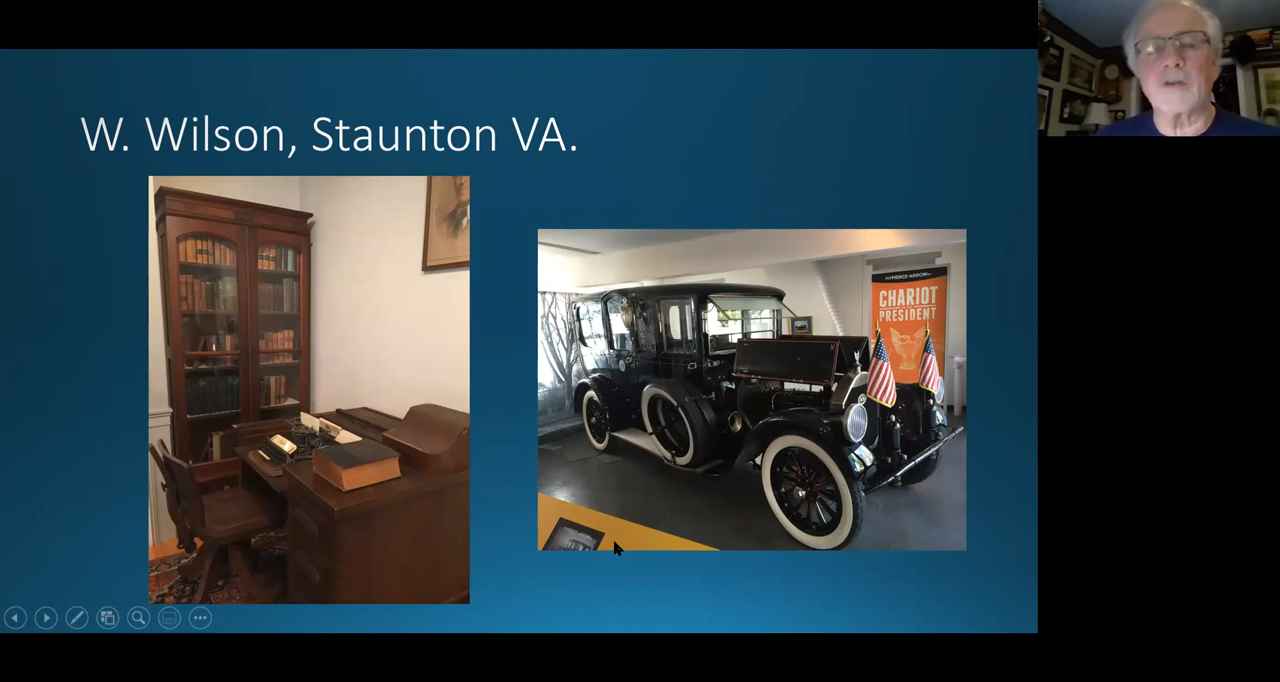 W. Wilson, Staunton VA.
PIERCE-ARROW
CHARIOT
PRESIDENT